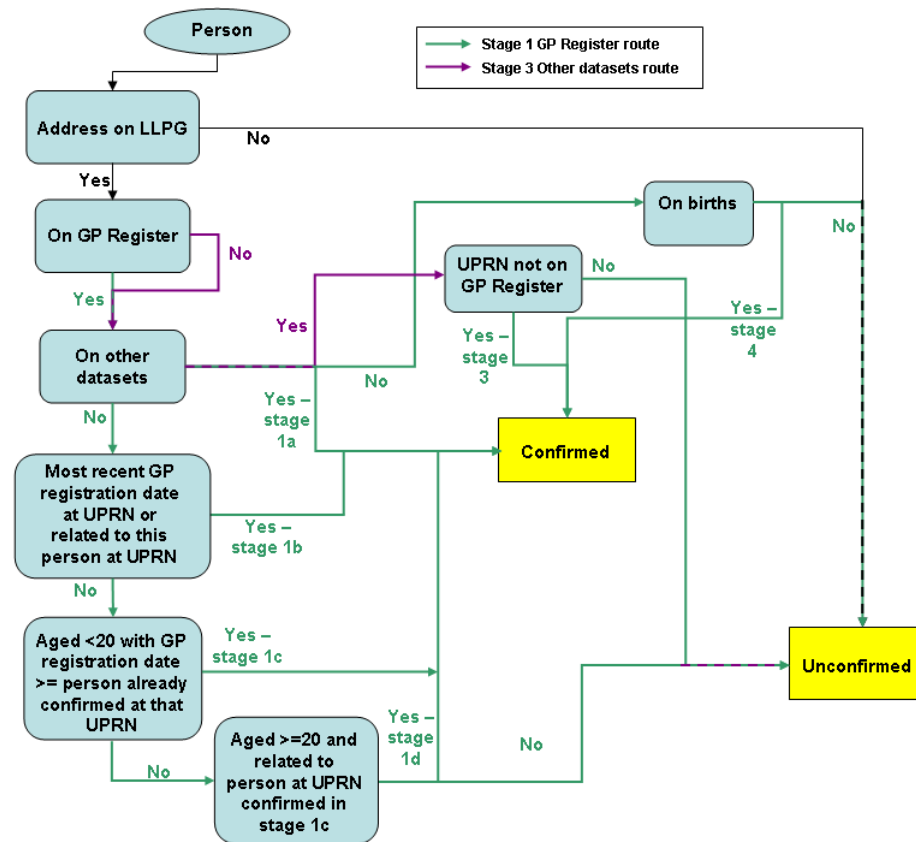 Person
Stage 1 GP Register route
Stage 3 Other datasets route
Address on LLPG
No
Yes
On births
On GP Register
No
No
UPRN not on
GP Register
No
Yes
Yes
Yes –
stage
3
Yes –
stage
4
On other
datasets
No
No
Yes –
stage
1a
Confirmed
Most recent GP
registration date
at UPRN or
related to this
person at UPRN
Yes –
stage 1b
No
Aged <20 with GP
registration date
>= person already
confirmed at that
UPRN
Yes –
stage 1c
Unconfirmed
Yes –
stage
1d
No
No
Aged >=20 and
related to
person at UPRN
confirmed in
stage 1c